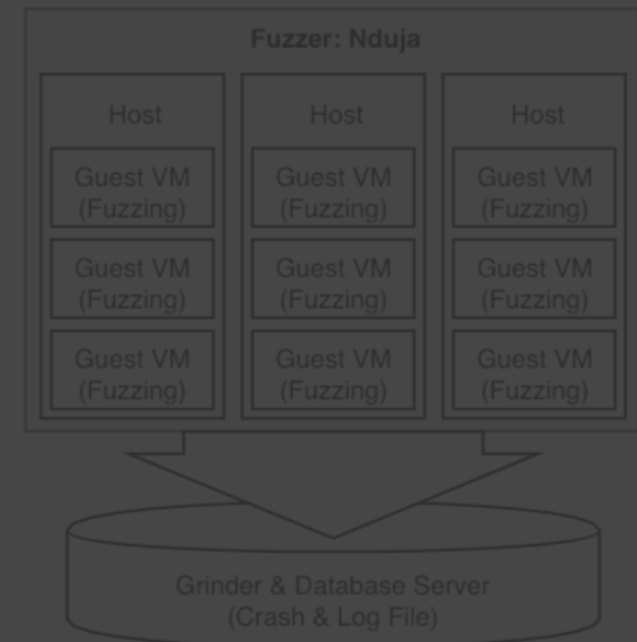 Fuzzer: Nduja
Host
Host
Host
Guest VM
(Fuzzing)
Guest VM
(Fuzzing)
Guest VM
(Fuzzing)
Guest VM
(Fuzzing)
Guest VM
(Fuzzing)
Guest VM
(Fuzzing)
Guest VM
(Fuzzing)
Guest VM
(Fuzzing)
Guest VM
(Fuzzing)
Grinder & Database Server
(Crash & Log File)